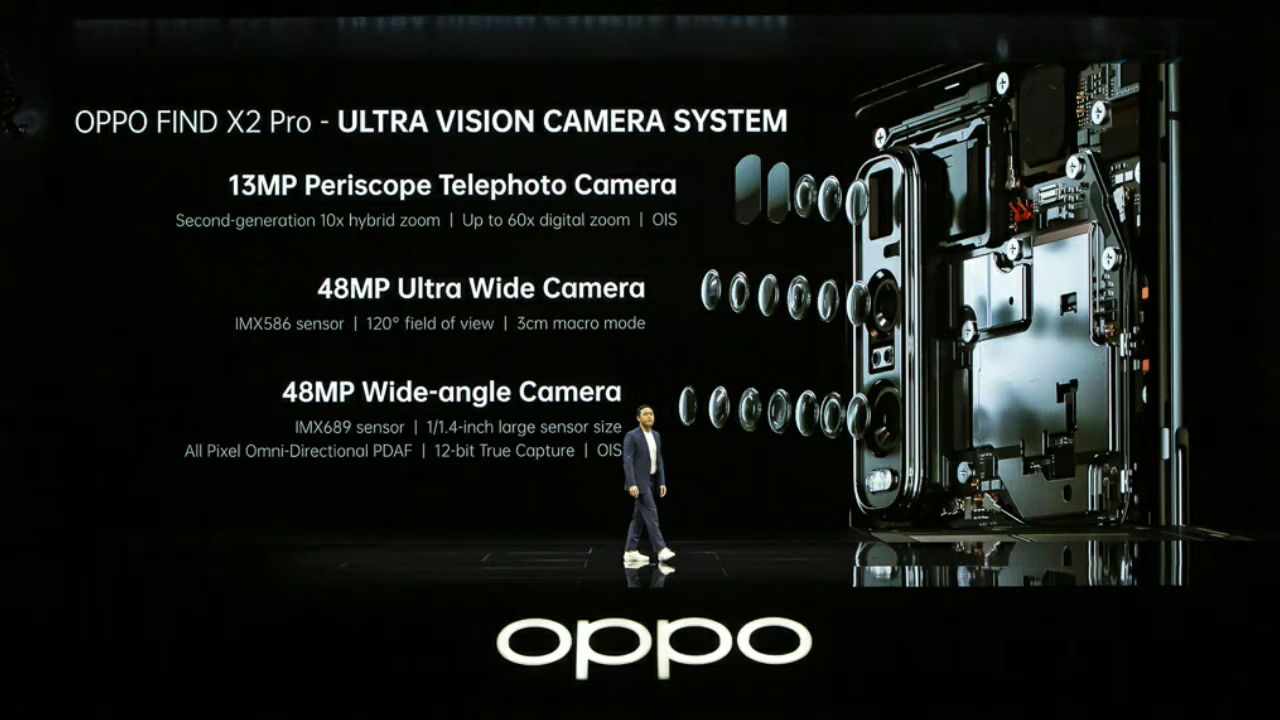 OPPO FIND X2 Pro - ULTRA VISION CAMERA SYSTEM
13MP Periscope Telephoto Camera
Second-generation 10x hybrid zoom | Up to 60x digital zoom | OIS
48MP Ultra Wide Camera
IMX586 sensor | 120° field of view | 3cm macro mode
48MP Wide-angle Camera
IMX689 sensor | 1/1.4-inch large sensor size
All Pixel Omni-Directional PDAF | 12-bit True Capture | OIS
oppo